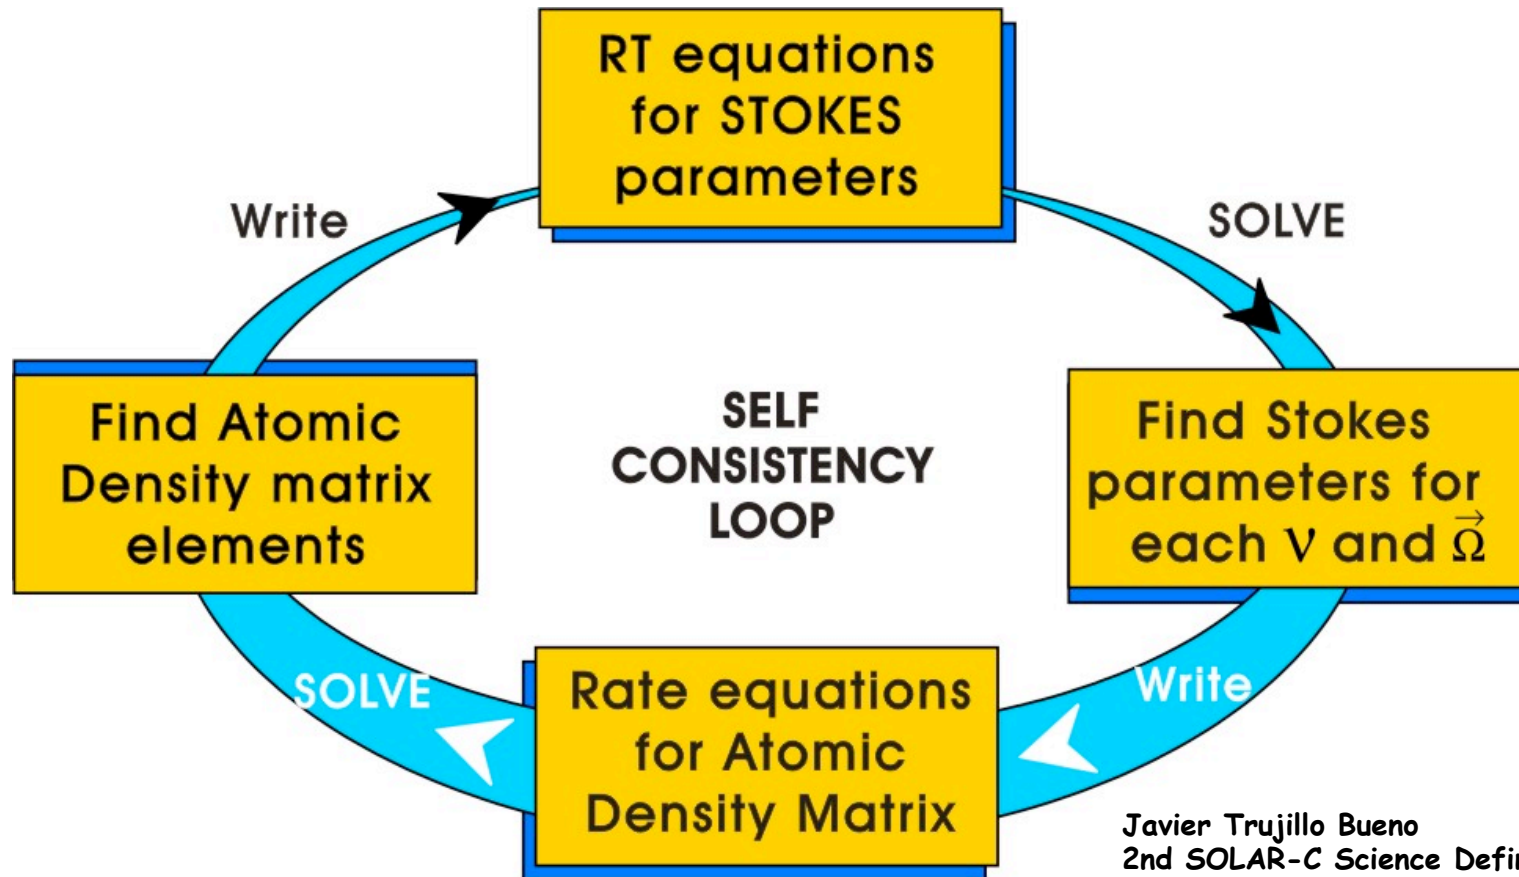 RT equations
for STOKES
parameters
Write
SOLVE
Find Atomic
Density matrix
elements
SELF
CONSISTENCY
LOOP
Find Stokes
parameters for
each ν and Ω⃗
SOLVE
Rate equations
for Atomic
Density Matrix
Write
Javier Trujillo Bueno
2nd SOLAR-C Science